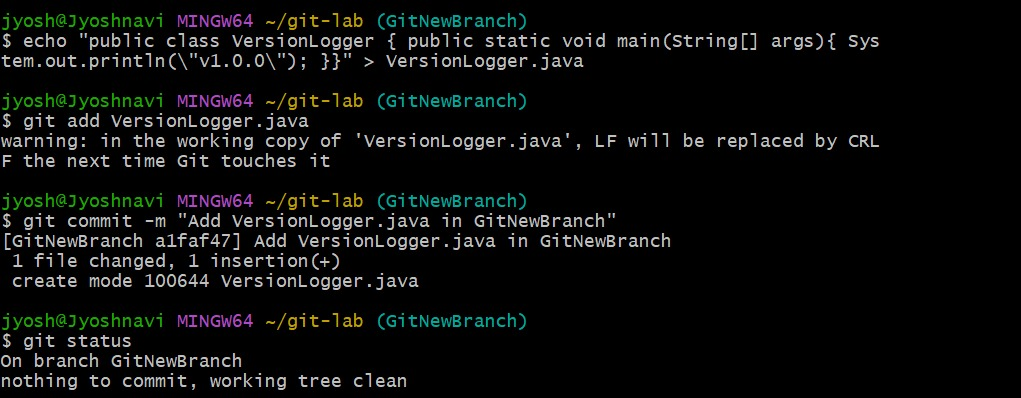 jyosh@Jyoshnavi MINGW64 ~/git-lab (GitNewBranch)
$ echo "public class VersionLogger { public static void main(String[] args){ Sys
tem.out.println(\"v1.0.0\"); }}" > VersionLogger.java
jyosh@Jyoshnavi MINGW64 ~/git-lab (GitNewBranch)
$ git add VersionLogger.java
warning: in the working copy of 'VersionLogger.java', LF will be replaced by CRL
F the next time Git touches it
jyosh@Jyoshnavi MINGW64 ~/git-lab (GitNewBranch)
$ git commit -m "Add VersionLogger.java in GitNewBranch"
[GitNewBranch a1faf47] Add VersionLogger.java in GitNewBranch
 1 file changed, 1 insertion(+)
 create mode 100644 VersionLogger.java
jyosh@Jyoshnavi MINGW64 ~/git-lab (GitNewBranch)
$ git status
On branch GitNewBranch
nothing to commit, working tree clean